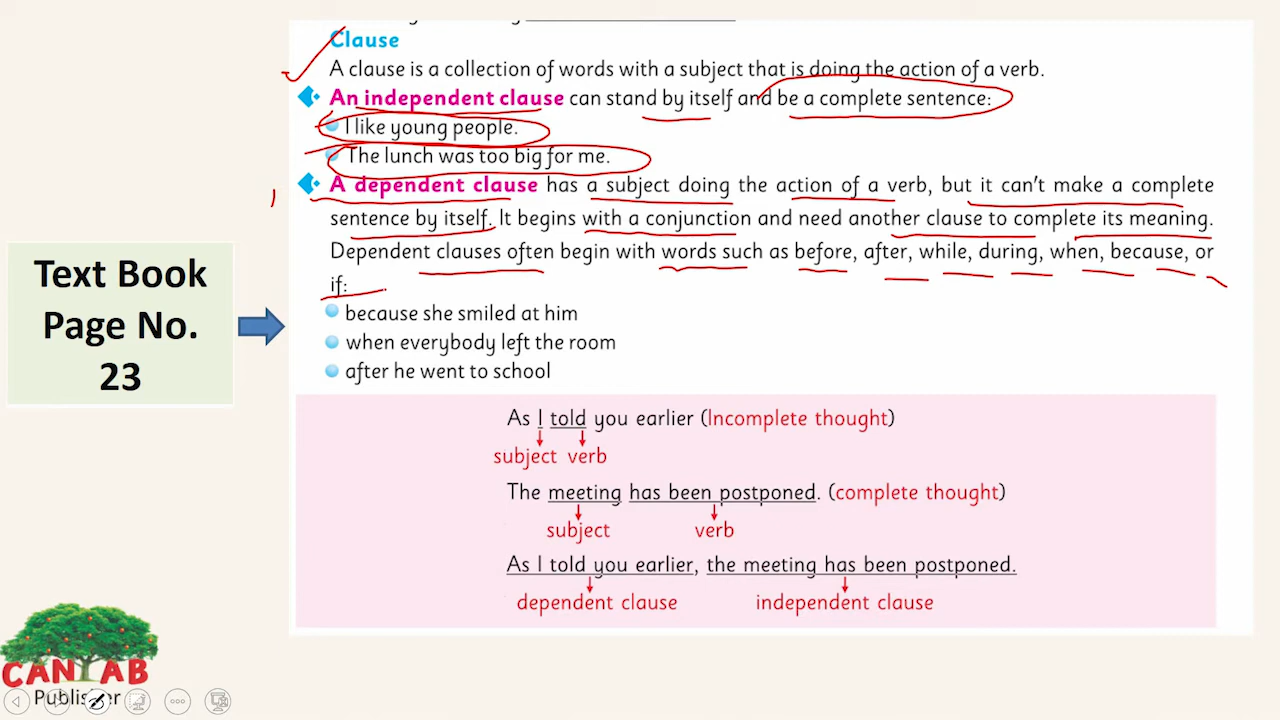 Clause
A clause is a collection of words with a subject that is doing the action of a verb.
An independent clause can stand by itself and be a complete sentence:
I like young people.
The lunch was too big for me.
A dependent clause has a subject doing the action of a verb, but it can't make a complete
sentence by itself. It begins with a conjunction and need another clause to complete its meaning.
Dependent clauses often begin with words such as before, after, while, during, when, because, or
if:
because she smiled at him
when everybody left the room
after he went to school
Text Book
Page No.
23
As I told you earlier (Incomplete thought)
subject verb
The meeting has been postponed. (complete thought)
subject verb
As I told you earlier, the meeting has been postponed.
dependent clause independent clause
CANTAB
Publisher